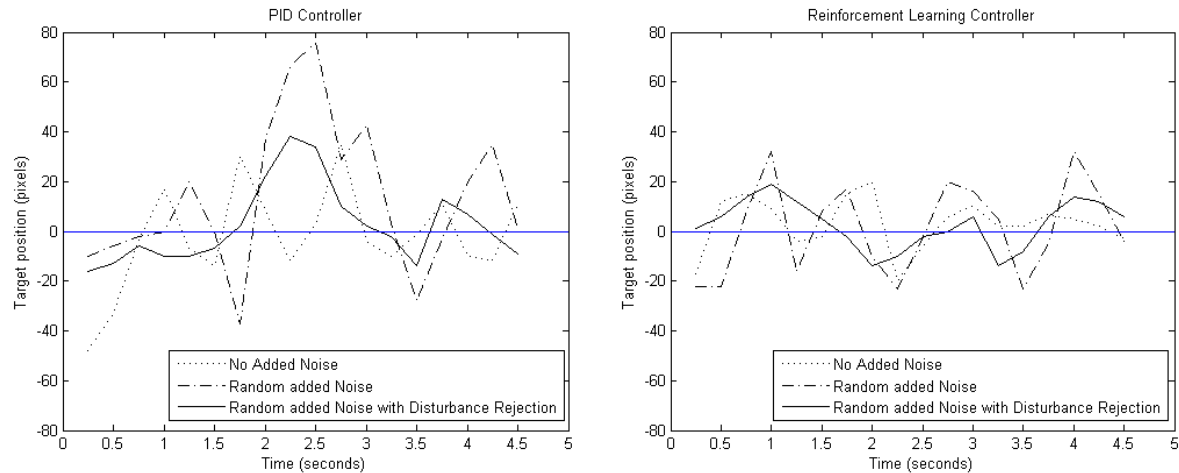 PID Controller
80
60
40
20
0
-20
-40
-60
-80
Target position (pixels)
No Added Noise
Random added Noise
Random added Noise with Disturbance Rejection
0 0.5 1 1.5 2 2.5 3 3.5 4 4.5 5
Time (seconds)
Reinforcement Learning Controller
80
60
40
20
0
-20
-40
-60
-80
Target position (pixels)
No Added Noise
Random added Noise
Random added Noise with Disturbance Rejection
0 0.5 1 1.5 2 2.5 3 3.5 4 4.5 5
Time (seconds)